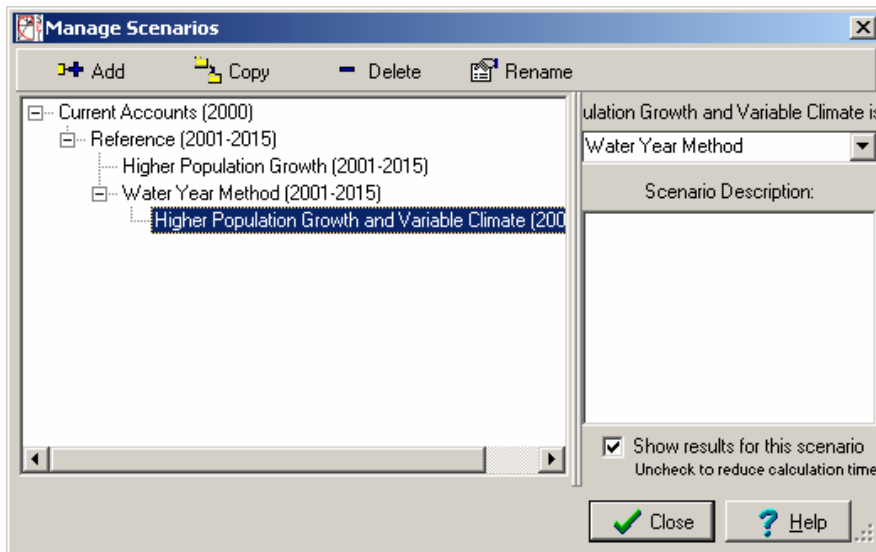 Manage Scenarios
Add Copy Delete Rename
Current Accounts (2000)
Reference (2001-2015)
Higher Population Growth (2001-2015)
Water Year Method (2001-2015)
Higher Population Growth and Variable Climate (200
ulation Growth and Variable Climate is
Water Year Method
Scenario Description:
Show results for this scenario
Uncheck to reduce calculation time
Close Help